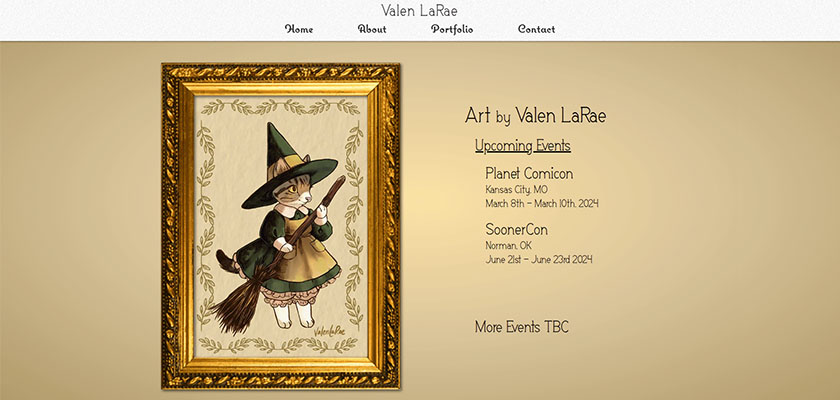 Valen LaRae
Home About Portfolio Contact
Art by Valen LaRae
Upcoming Events
Planet Comicon
Kansas City, MO
March 8th - March 10th, 2024
SoonerCon
Norman, OK
June 21st - June 23rd 2024
ValenLaRae
More Events TBC